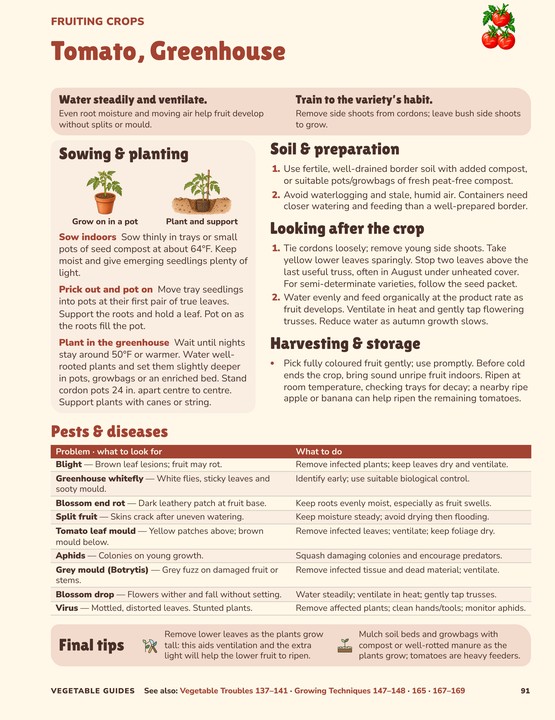 FRUITING CROPS
Tomato, Greenhouse
Water steadily and ventilate.
Even root moisture and moving air help fruit develop
without splits or mould.
Train to the variety's habit.
Remove side shoots from cordons; leave bush side shoots
to grow.
Sowing & planting
Grow on in a pot
Plant and support
Sow indoors Sow thinly in trays or small
pots of seed compost at about 64°F. Keep
moist and give emerging seedlings plenty of
light.
Prick out and pot on Move tray seedlings
into pots at their first pair of true leaves.
Support the roots and hold a leaf. Pot on as
the roots fill the pot.
Plant in the greenhouse Wait until nights
stay around 50°F or warmer. Water well-
rooted plants and set them slightly deeper
in pots, growbags or an enriched bed. Stand
cordon pots 24 in. apart centre to centre.
Support plants with canes or string.
Soil & preparation
1. Use fertile, well-drained border soil with added compost,
or suitable pots/growbags of fresh peat-free compost.
2. Avoid waterlogging and stale, humid air. Containers need
closer watering and feeding than a well-prepared border.
Looking after the crop
1. Tie cordons loosely; remove young side shoots. Take
yellow lower leaves sparingly. Stop two leaves above the
last useful truss, often in August under unheated cover.
For semi-determinate varieties, follow the seed packet.
2. Water evenly and feed organically at the product rate as
fruit develops. Ventilate in heat and gently tap flowering
trusses. Reduce water as autumn growth slows.
Harvesting & storage
• Pick fully coloured fruit gently; use promptly. Before cold
ends the crop, bring sound unripe fruit indoors. Ripen at
room temperature, checking trays for decay; a nearby ripe
apple or banana can help ripen the remaining tomatoes.
Pests & diseases
Problem · what to look for
What to do
Blight — Brown leaf lesions; fruit may rot.
Remove infected plants; keep leaves dry and ventilate.
Greenhouse whitefly — White flies, sticky leaves and
sooty mould.
Identify early; use suitable biological control.
Blossom end rot — Dark leathery patch at fruit base.
Keep roots evenly moist, especially as fruit swells.
Split fruit — Skins crack after uneven watering.
Keep moisture steady; avoid drying then flooding.
Tomato leaf mould — Yellow patches above; brown
mould below.
Remove infected leaves; ventilate; keep foliage dry.
Aphids — Colonies on young growth.
Squash damaging colonies and encourage predators.
Grey mould (Botrytis) — Grey fuzz on damaged fruit or
stems.
Remove infected tissue and dead material; ventilate.
Blossom drop — Flowers wither and fall without setting.
Water steadily; ventilate in heat; gently tap trusses.
Virus — Mottled, distorted leaves. Stunted plants.
Remove affected plants; clean hands/tools; monitor aphids.
Final tips
Remove lower leaves as the plants grow
tall: this aids ventilation and the extra
light will help the lower fruit to ripen.
Mulch soil beds and growbags with
compost or well-rotted manure as the
plants grow; tomatoes are heavy feeders.
VEGETABLE GUIDES See also: Vegetable Troubles 137–141 · Growing Techniques 147–148 · 165 · 167–169
91